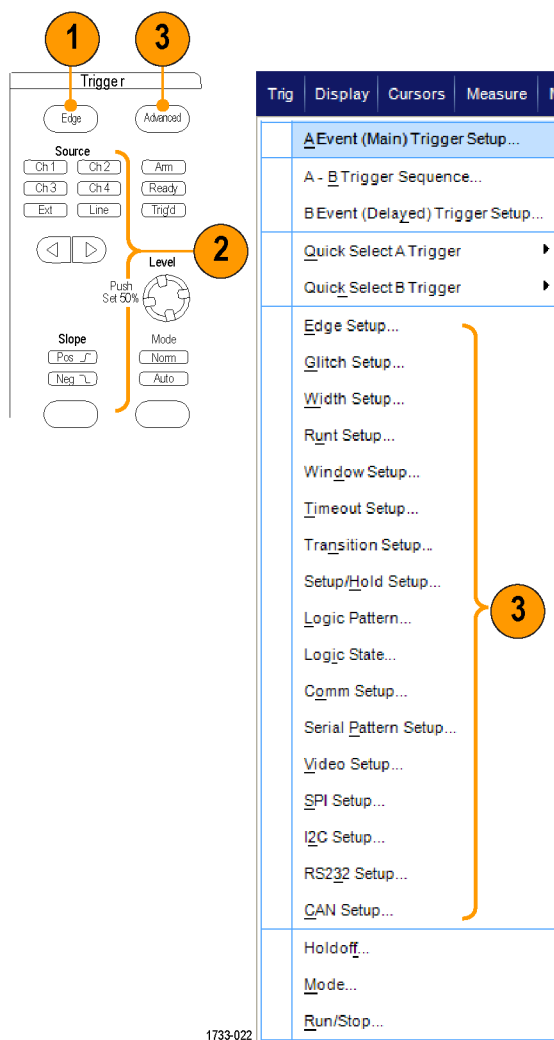 1
3
Trigger
Edge
Advanced
Source
Ch 1 Ch 2
Ch 3 Ch 4
Ext Line
Arm
Ready
Trig'd
2
Level
Push
Set 50%
Slope
Pos
Neg
Mode
Norm
Auto
Trig Display Cursors Measure
A Event (Main) Trigger Setup...
A - B Trigger Sequence...
B Event (Delayed) Trigger Setup...
Quick Select A Trigger
Quick Select B Trigger
Edge Setup...
Glitch Setup...
Width Setup...
Runt Setup...
Window Setup...
Timeout Setup...
Transition Setup...
Setup/Hold Setup...
Logic Pattern...
Logic State...
Comm Setup...
Serial Pattern Setup...
Video Setup...
SPI Setup...
I2C Setup...
RS232 Setup...
CAN Setup...
3
Holdoff...
Mode...
Run/Stop...
1733-022